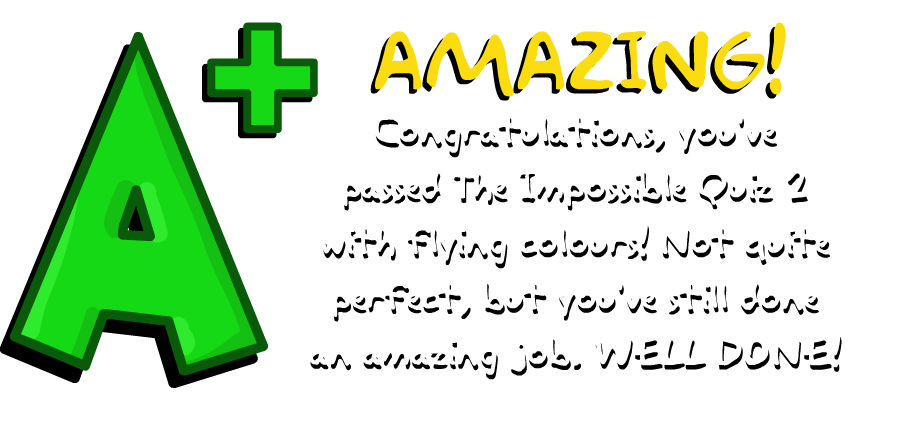 A+
AMAZING!
Congratulations, you've
passed The Impossible Quiz 2
with flying colours! Not quite
perfect, but you've still done
an amazing job. WELL DONE!